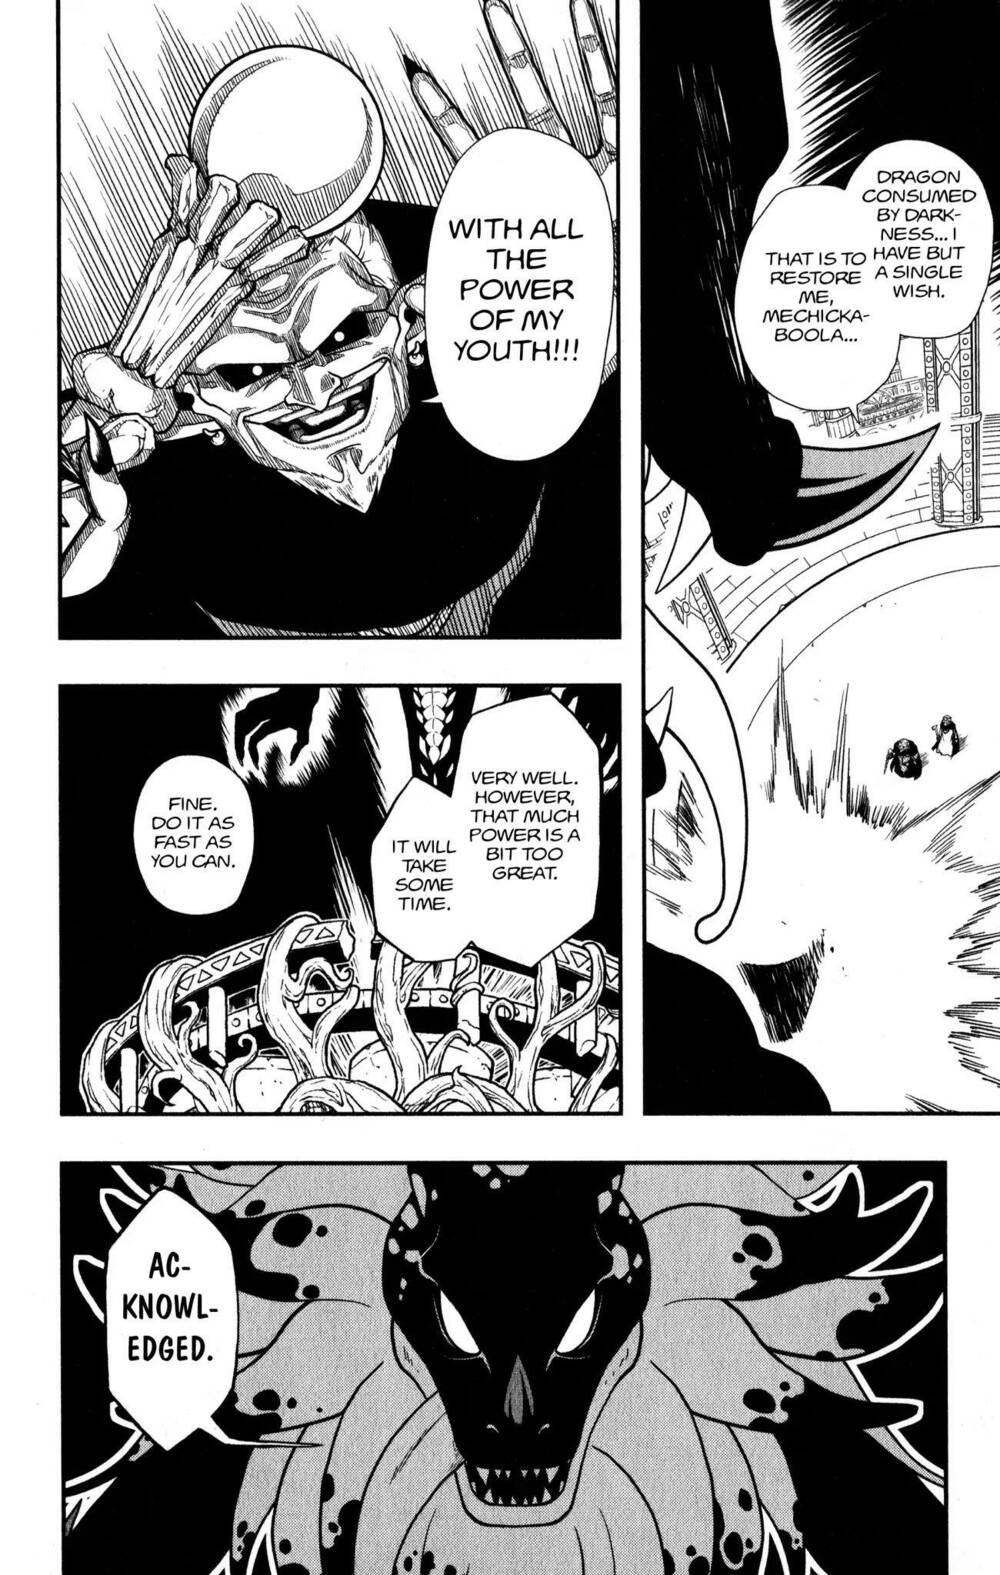 DRAGON
CONSUMED
BY DARK-
NESS... I
HAVE BUT
A SINGLE
WISH.
THAT IS TO
RESTORE
ME,
MECHICKA-
BOOLA...
WITH ALL
THE
POWER
OF MY
YOUTH!!!
VERY WELL.
HOWEVER,
THAT MUCH
POWER IS A
BIT TOO
GREAT.
IT WILL
TAKE
SOME
TIME.
FINE.
DO IT AS
FAST AS
YOU CAN.
AC-
KNOWL-
EDGED.